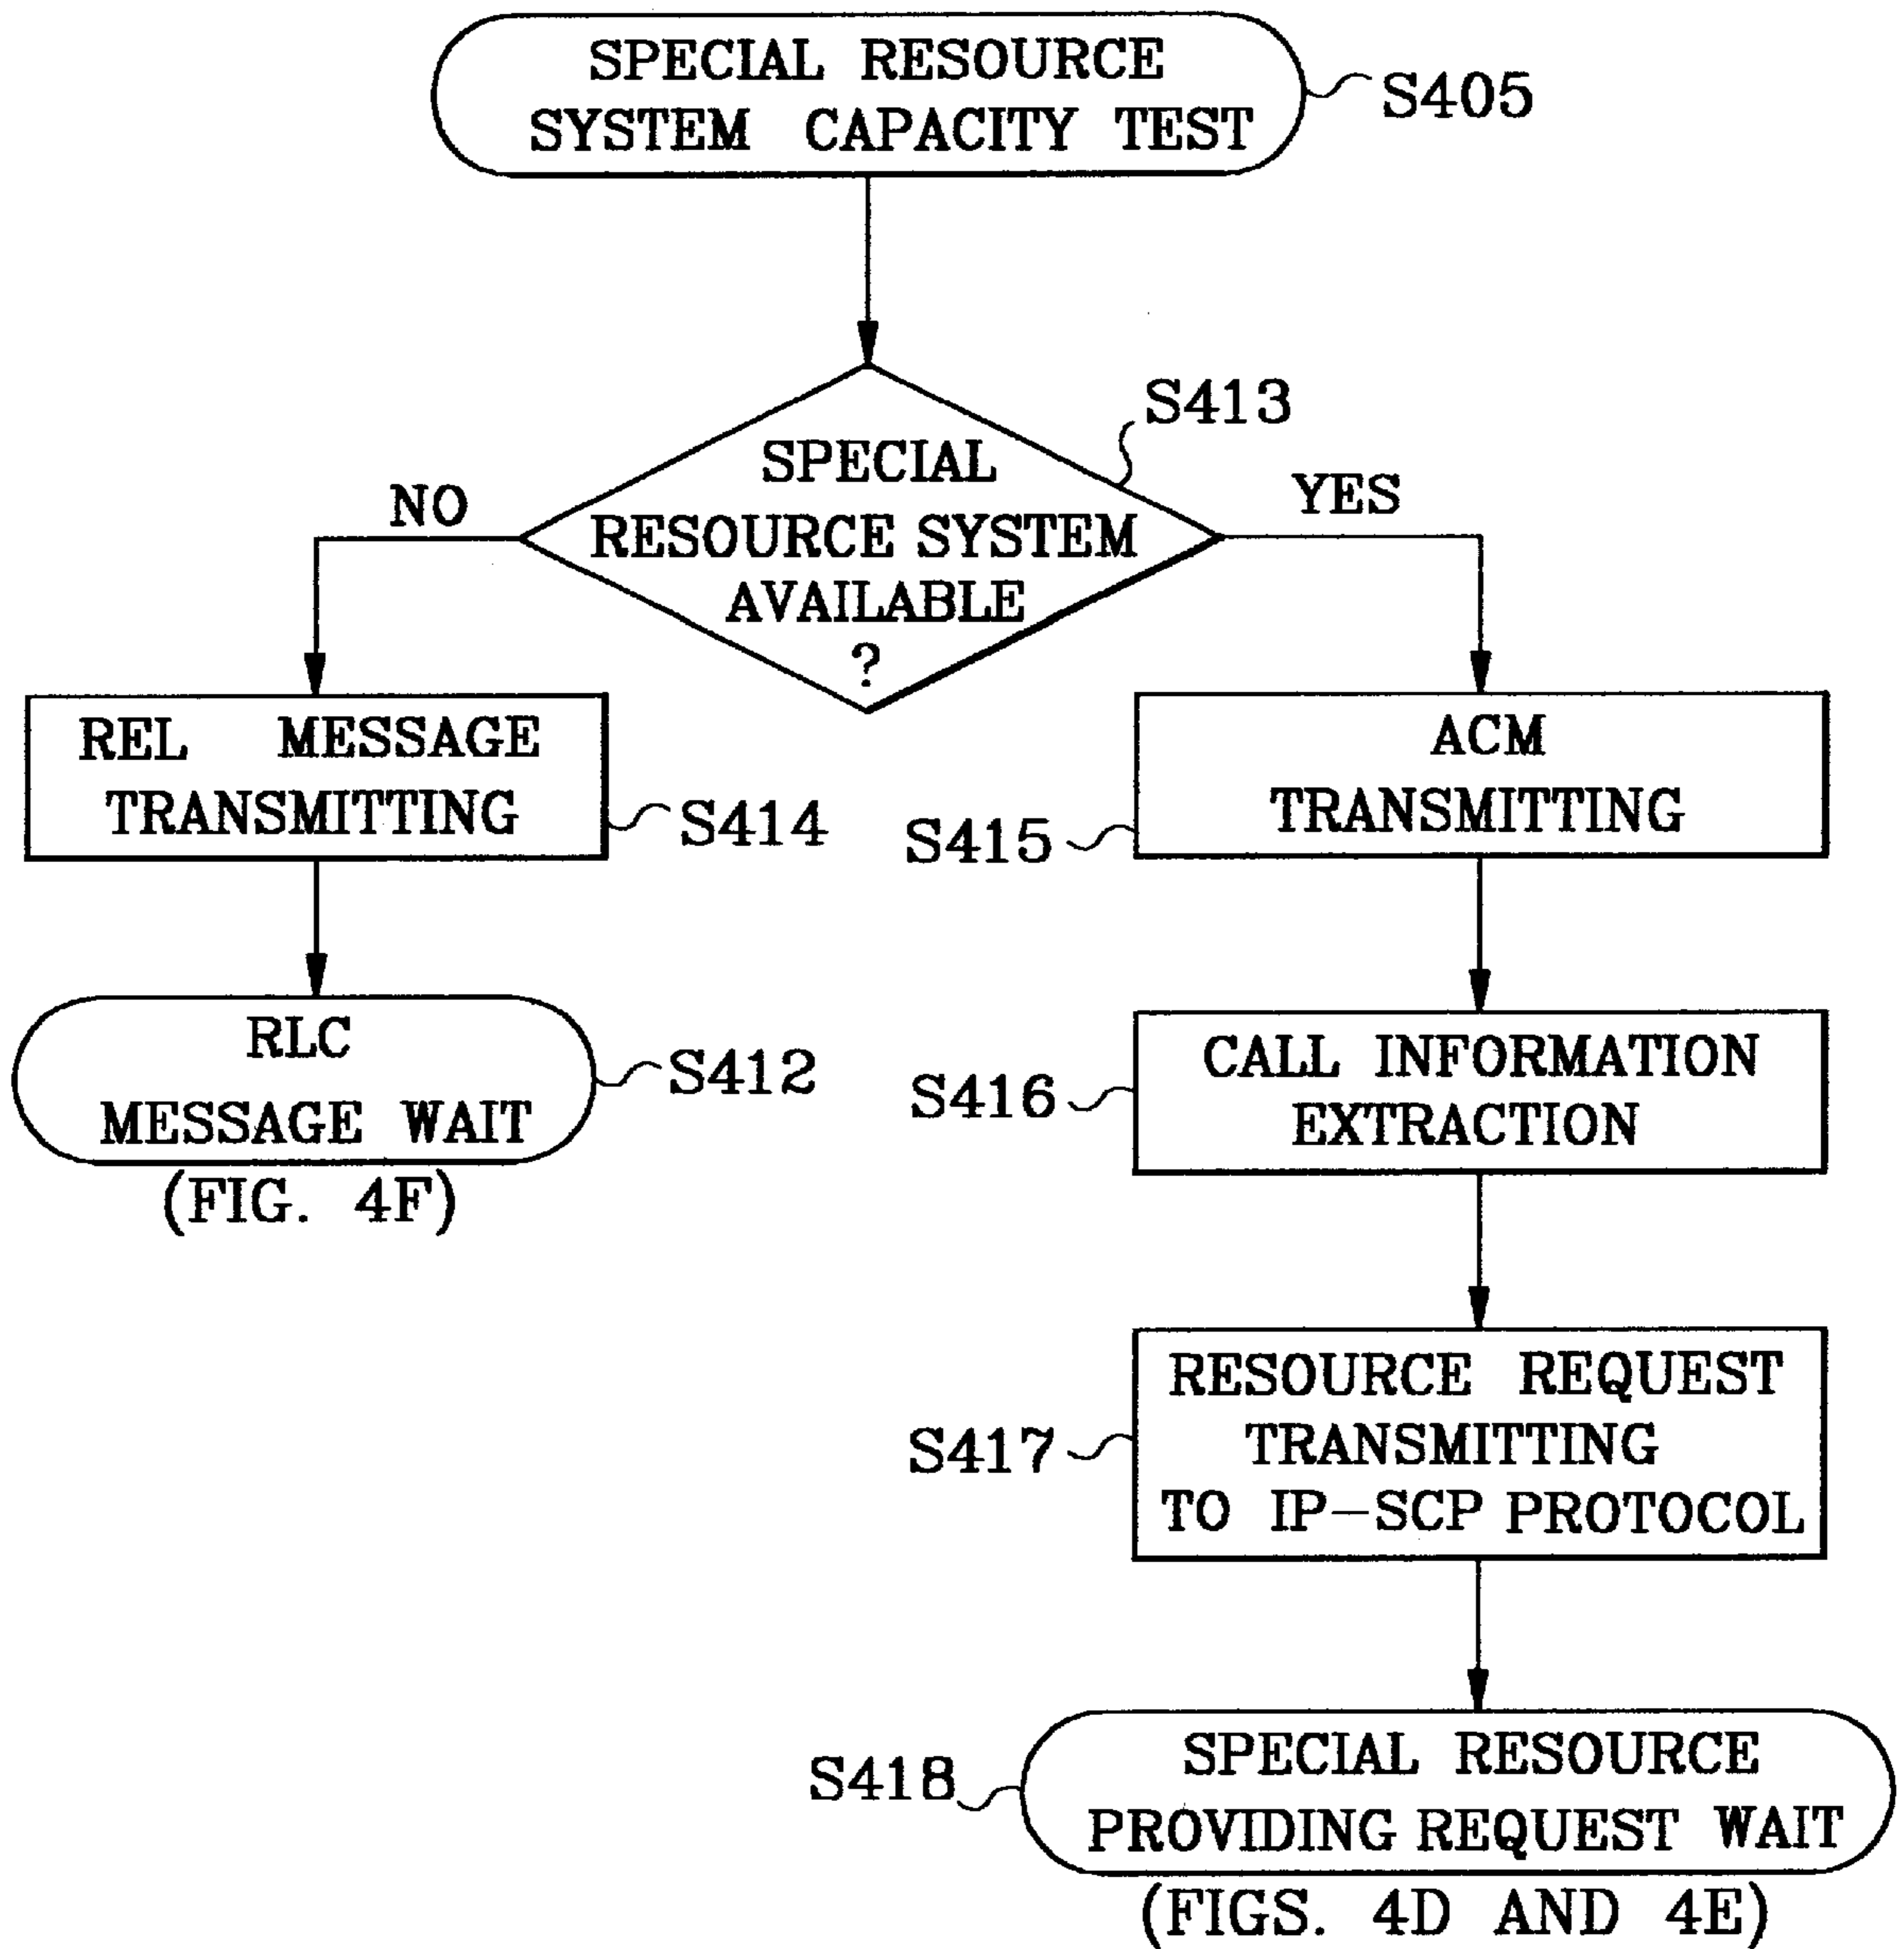 SPECIAL RESOURCE
SYSTEM CAPACITY TEST
S405
S413
SPECIAL
RESOURCE SYSTEM
AVAILABLE
?
NO
YES
REL MESSAGE
TRANSMITTING
S414
RLC
MESSAGE WAIT
S412
(FIG. 4F)
ACM
TRANSMITTING
S415
CALL INFORMATION
EXTRACTION
S416
RESOURCE REQUEST
TRANSMITTING
TO IP-SCP PROTOCOL
S417
SPECIAL RESOURCE
PROVIDING REQUEST WAIT
S418
(FIGS. 4D AND 4E)